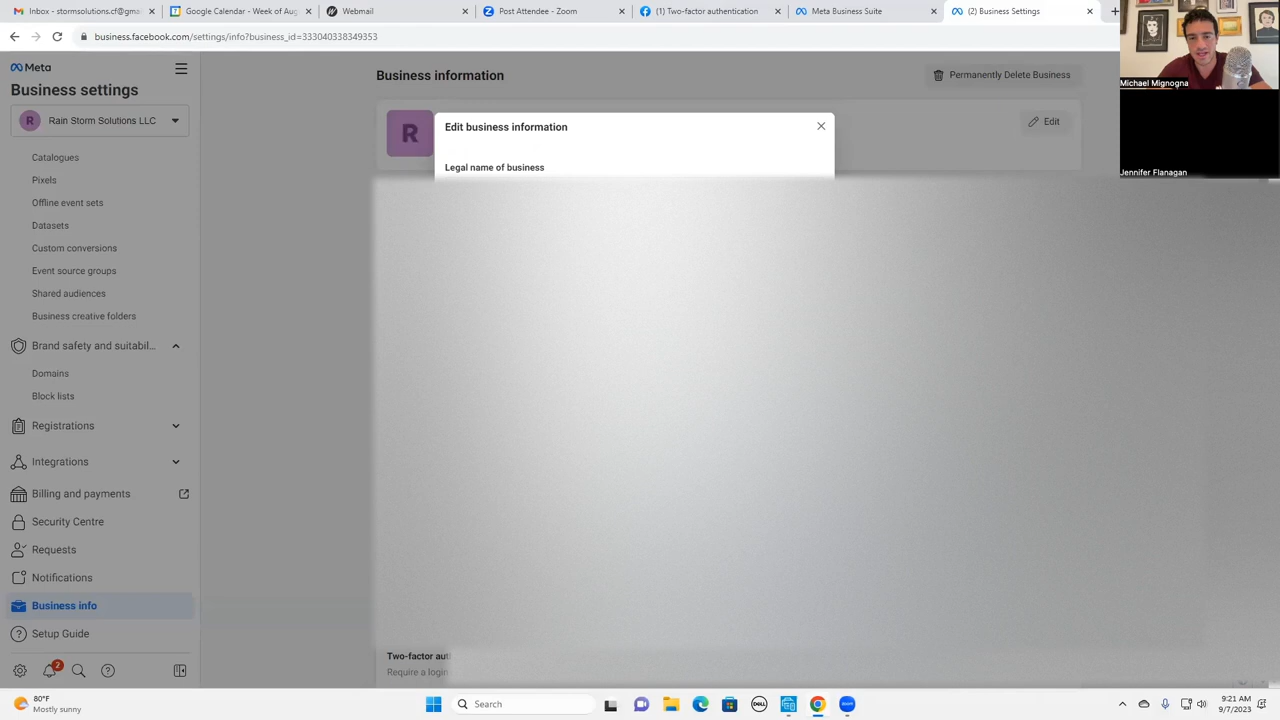 Inbox - stormsolutions.cf@gma
Google Calendar - Week of Aug
Webmail
Post Attendee - Zoom
(1) Two-factor authentication
Meta Business Suite
(2) Business Settings
business.facebook.com/settings/info?business_id=333040338349353
Michael Mignogna
Jennifer Flanagan
Meta
Business settings
R Rain Storm Solutions LLC
Catalogues
Pixels
Offline event sets
Datasets
Custom conversions
Event source groups
Shared audiences
Business creative folders
Brand safety and suitabil...
Domains
Block lists
Registrations
Integrations
Billing and payments
Security Centre
Requests
Notifications
Business info
Setup Guide
2
Business information
Permanently Delete Business
R
Edit
Edit business information
Legal name of business
Two-factor aut
Require a login
80°F
Mostly sunny
Search
DELL
zoom
9:21 AM
9/7/2023